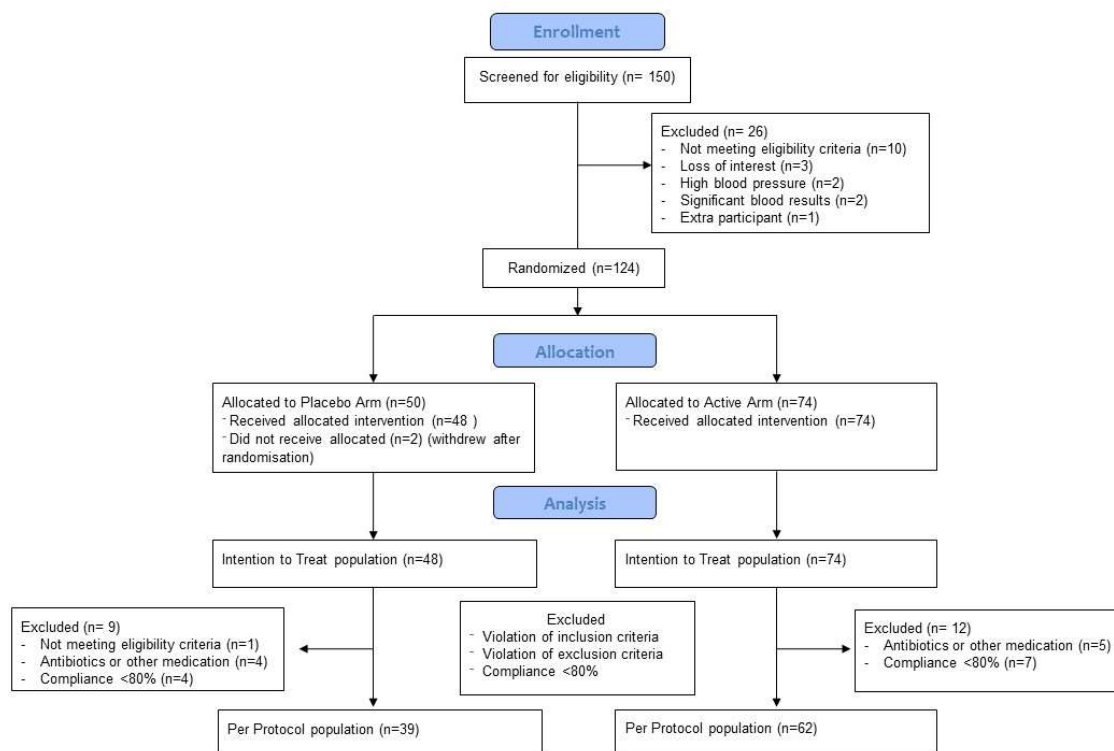 Enrollment
Screened for eligibility (n= 150)
Excluded (n= 26)
- Not meeting eligibility criteria (n=10)
- Loss of interest (n=3)
- High blood pressure (n=2)
- Significant blood results (n=2)
- Extra participant (n=1)
Randomized (n=124)
Allocation
Allocated to Placebo Arm (n=50)
- Received allocated intervention (n=48 )
- Did not receive allocated (n=2) (withdrew after
randomisation)
Allocated to Active Arm (n=74)
- Received allocated intervention (n=74)
Analysis
Intention to Treat population (n=48)
Intention to Treat population (n=74)
Excluded (n= 9)
- Not meeting eligibility criteria (n=1)
- Antibiotics or other medication (n=4)
- Compliance <80% (n=4)
Excluded
- Violation of inclusion criteria
- Violation of exclusion criteria
- Compliance <80%
Excluded (n= 12)
- Antibiotics or other medication (n=5)
- Compliance <80% (n=7)
Per Protocol population (n=39)
Per Protocol population (n=62)